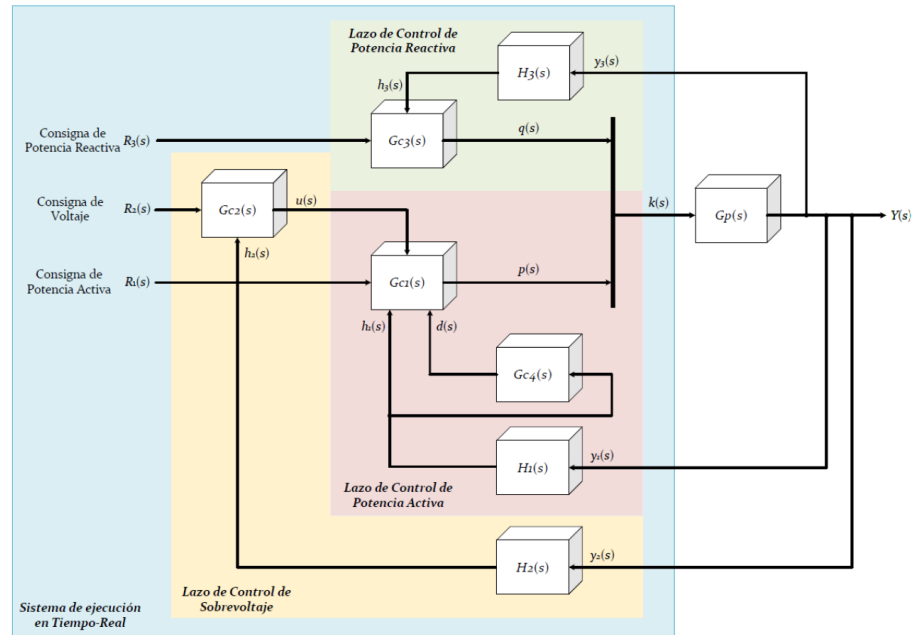 Lazo de Control de
Potencia Reactiva
H3(s)
y3(s)
h3(s)
Consigna de
Potencia Reactiva
R3(s)
Gc3(s)
q(s)
Consigna de
Voltaje
R2(s)
Gc2(s)
u(s)
k(s)
Gp(s)
Y(s)
h2(s)
Consigna de
Potencia Activa
R1(s)
Gc1(s)
p(s)
h1(s)
d(s)
Gc4(s)
H1(s)
y1(s)
Lazo de Control de
Potencia Activa
H2(s)
y2(s)
Lazo de Control de
Sobrevoltaje
Sistema de ejecución
en Tiempo-Real